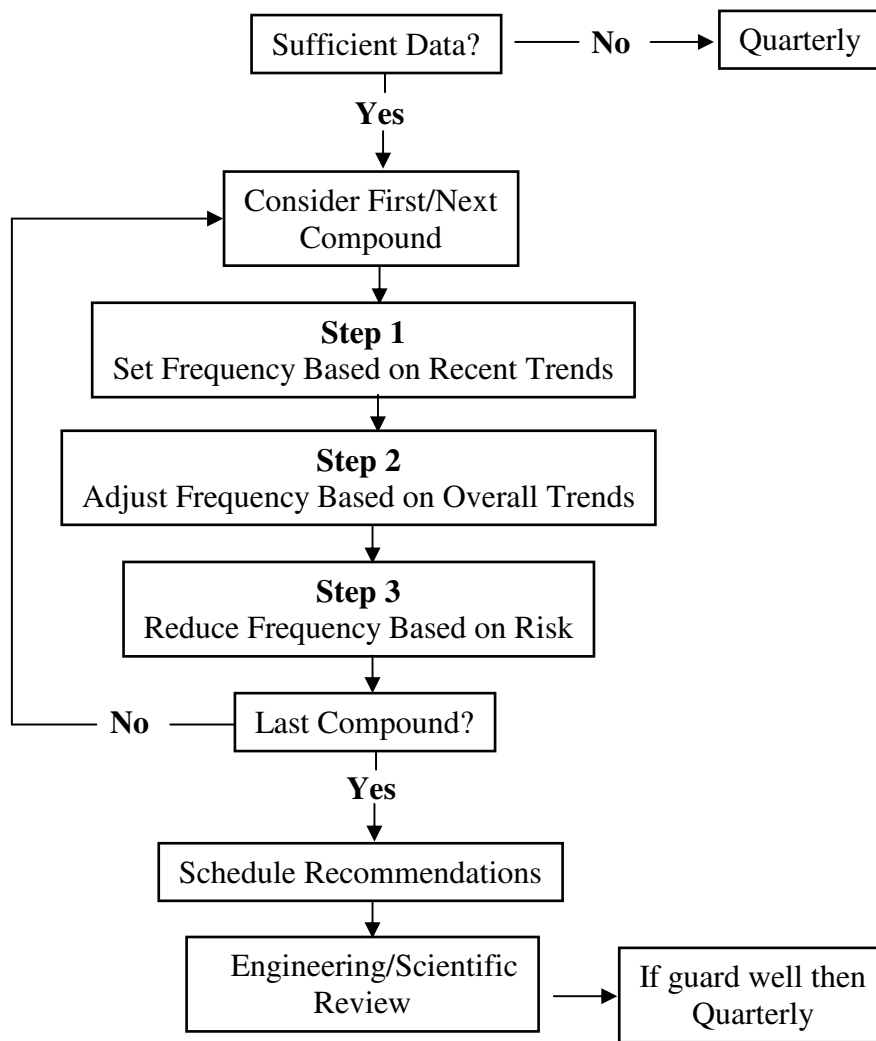 Sufficient Data?
No
Quarterly
Yes
Consider First/Next
Compound
Step 1
Set Frequency Based on Recent Trends
Step 2
Adjust Frequency Based on Overall Trends
Step 3
Reduce Frequency Based on Risk
No
Last Compound?
Yes
Schedule Recommendations
Engineering/Scientific
Review
If guard well then
Quarterly